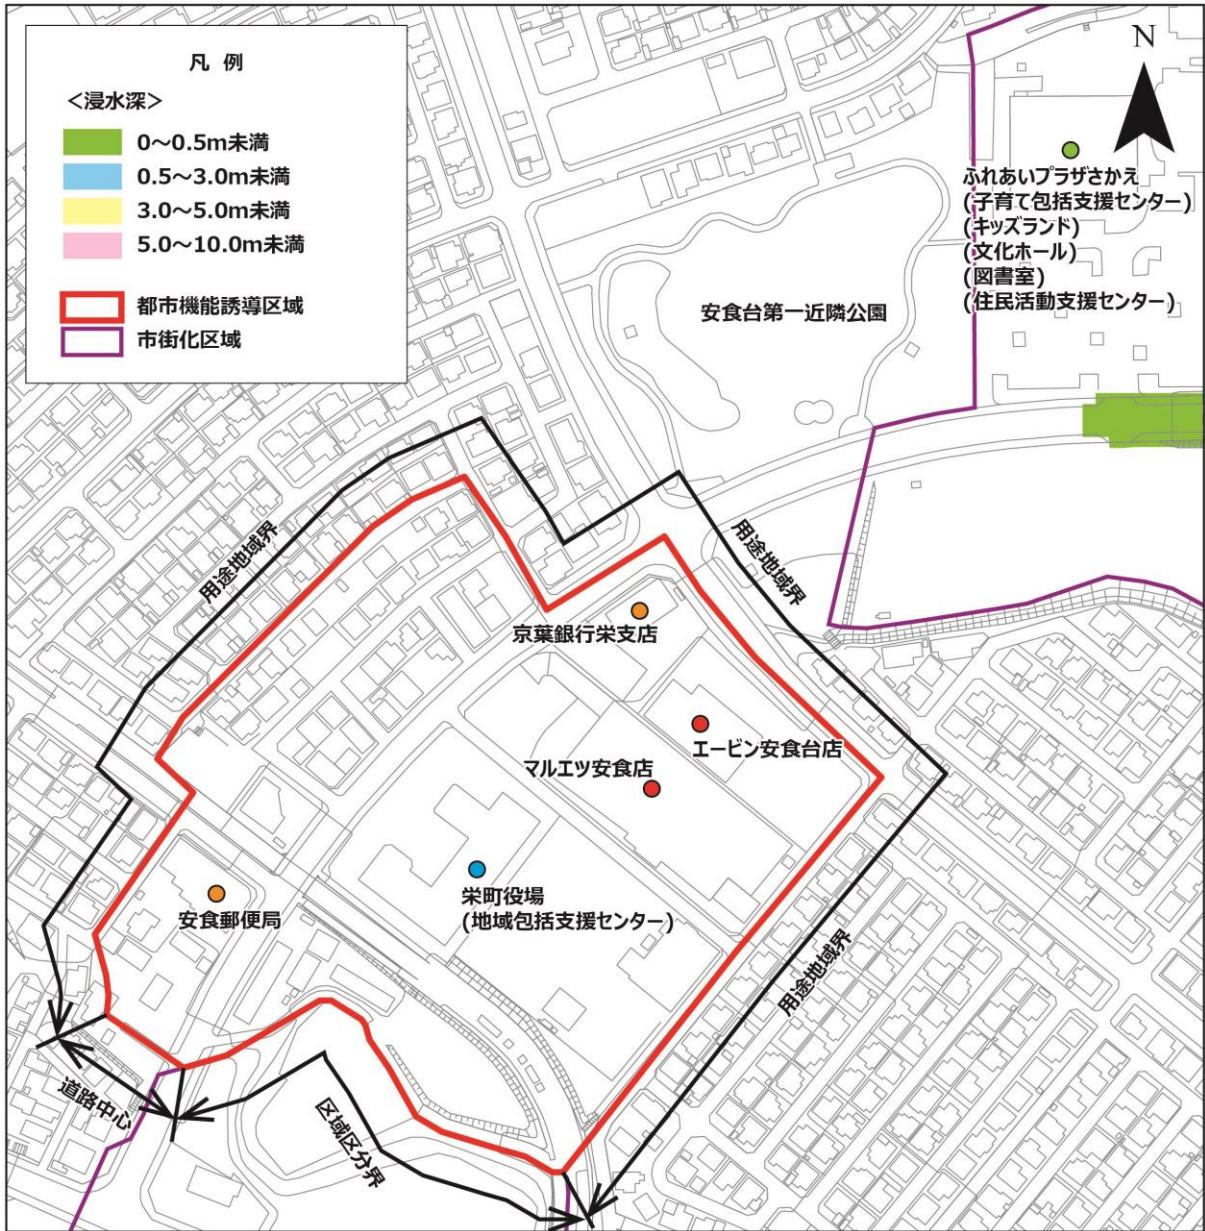 凡 例
<浸水深>
0~0.5m未満
0.5~3.0m未満
3.0~5.0m未満
5.0~10.0m未満
都市機能誘導区域
市街化区域
N
ふれあいプラザさかえ
(子育て包括支援センター)
(キッズランド)
(文化ホール)
(図書室)
(住民活動支援センター)
安食台第一近隣公園
用途地域界
用途地域界
京葉銀行栄支店
エービン安食台店
マルエツ安食店
栄町役場
(地域包括支援センター)
安食郵便局
用途地域界
道路中心
区域区分界